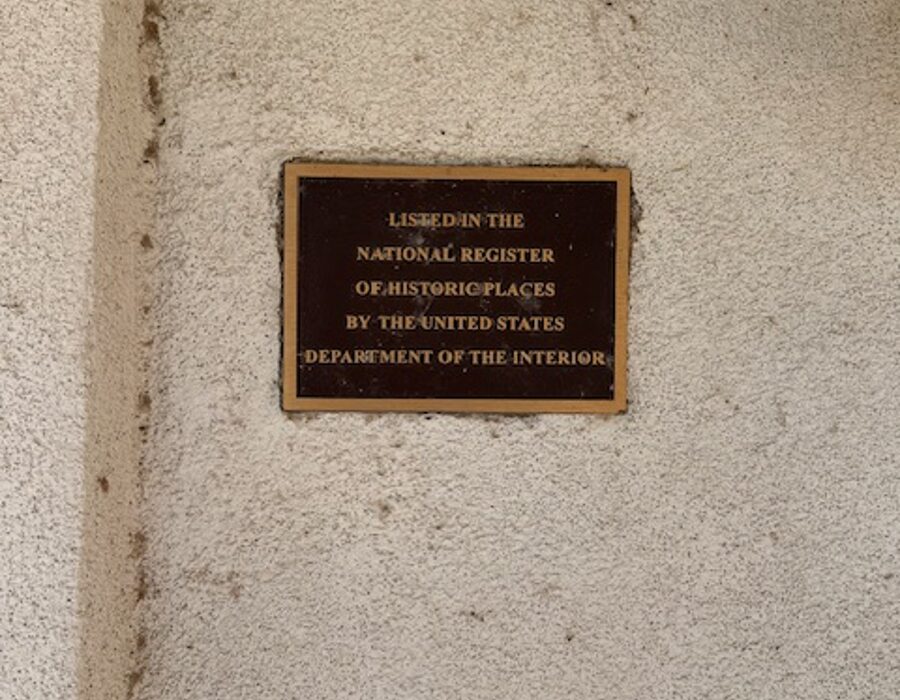 LISTED IN THE
NATIONAL REGISTER
OF HISTORIC PLACES
BY THE UNITED STATES
DEPARTMENT OF THE INTERIOR